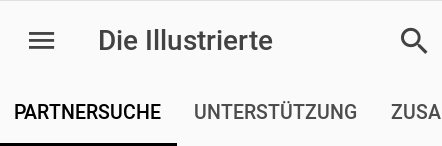 Die Illustrierte
PARTNERSUCHE UNTERSTÜTZUNG ZUSA